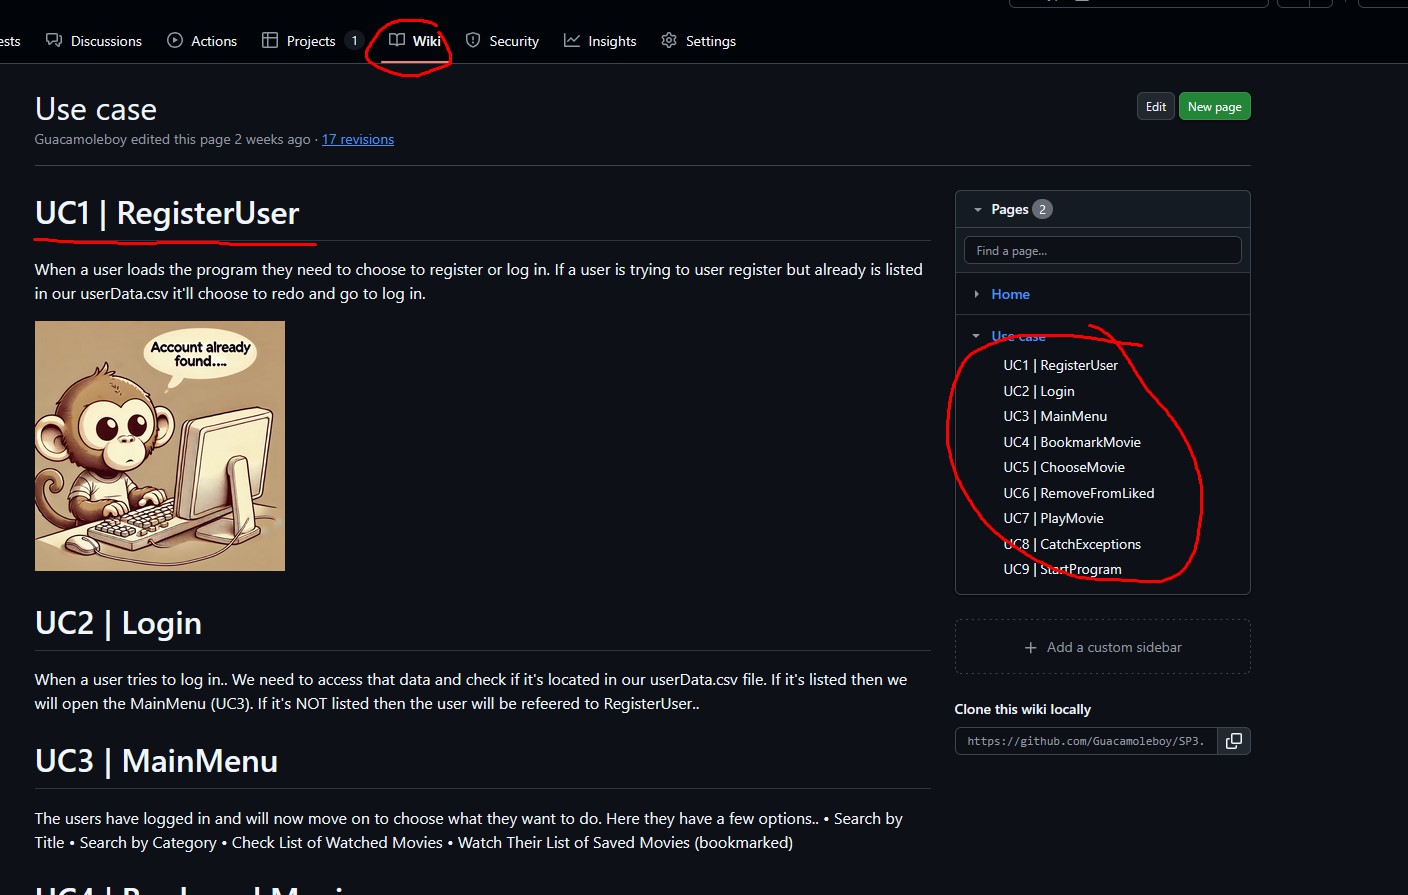 ests Discussions Actions Projects 1 Wiki Security Insights Settings
Use case
Edit New page
Guacamoleboy edited this page 2 weeks ago · 17 revisions
UC1 | RegisterUser
When a user loads the program they need to choose to register or log in. If a user is trying to user register but already is listed
in our userData.csv it'll choose to redo and go to log in.
Account already
found....
UC2 | Login
When a user tries to log in.. We need to access that data and check if it's located in our userData.csv file. If it's listed then we
will open the MainMenu (UC3). If it's NOT listed then the user will be refeered to RegisterUser..
UC3 | MainMenu
The users have logged in and will now move on to choose what they want to do. Here they have a few options.. • Search by
Title • Search by Category • Check List of Watched Movies • Watch Their List of Saved Movies (bookmarked)
Pages 2
Find a page...
Home
Use case
UC1 | RegisterUser
UC2 | Login
UC3 | MainMenu
UC4 | BookmarkMovie
UC5 | ChooseMovie
UC6 | RemoveFromLiked
UC7 | PlayMovie
UC8 | CatchExceptions
UC9 | StartProgram
Add a custom sidebar
Clone this wiki locally
https://github.com/Guacamoleboy/SP3.